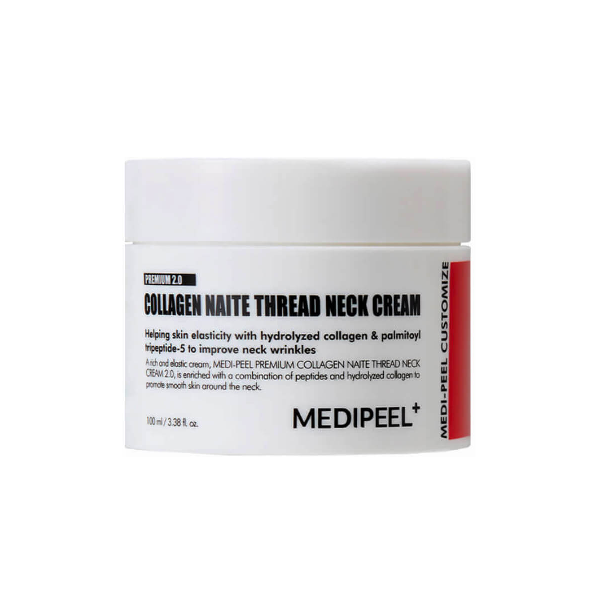 PREMIUM 2.0
COLLAGEN NAITE THREAD NECK CREAM
Helping skin elasticity with hydrolyzed collagen & palmitoyl
tripeptide-5 to improve neck wrinkles
A rich and elastic cream, MEDI-PEEL PREMIUM COLLAGEN NAITE THREAD NECK
CREAM 2.0, is enriched with a combination of peptides and hydrolyzed collagen to
promote smooth skin around the neck.
100 ml / 3.38 fl. oz.
MEDIPEEL+
MEDI-PEEL CUSTOMIZE